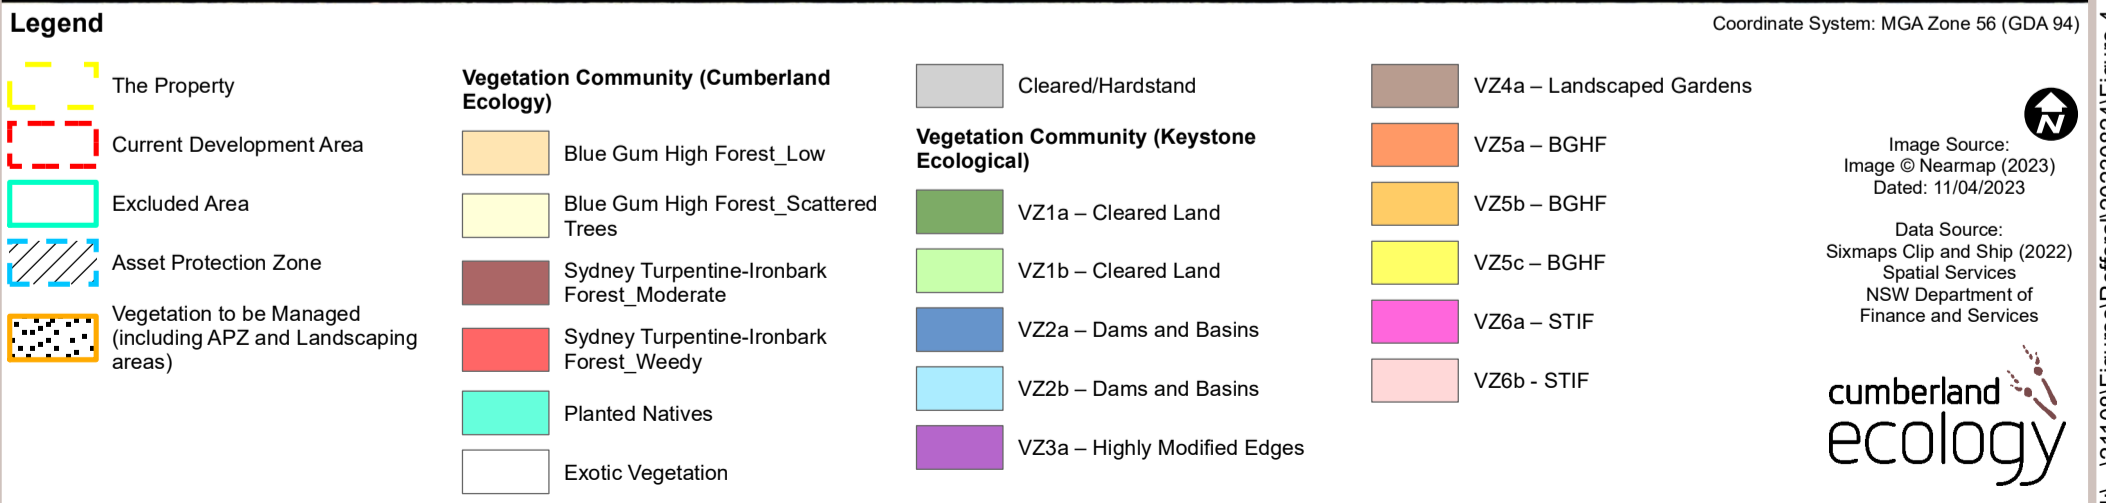 Legend
Coordinate System: MGA Zone 56 (GDA 94)
The Property
Current Development Area
Excluded Area
Asset Protection Zone
Vegetation to be Managed
(including APZ and Landscaping
areas)
Vegetation Community (Cumberland
Ecology)
Blue Gum High Forest_Low
Blue Gum High Forest_Scattered
Trees
Sydney Turpentine-Ironbark
Forest_Moderate
Sydney Turpentine-Ironbark
Forest_Weedy
Planted Natives
Exotic Vegetation
Cleared/Hardstand
Vegetation Community (Keystone
Ecological)
VZ1a – Cleared Land
VZ1b – Cleared Land
VZ2a – Dams and Basins
VZ2b – Dams and Basins
VZ3a – Highly Modified Edges
VZ4a – Landscaped Gardens
VZ5a – BGHF
VZ5b – BGHF
VZ5c – BGHF
VZ6a – STIF
VZ6b - STIF
N
Image Source:
Image © Nearmap (2023)
Dated: 11/04/2023
Data Source:
Sixmaps Clip and Ship (2022)
Spatial Services
NSW Department of
Finance and Services
cumberland
ecology